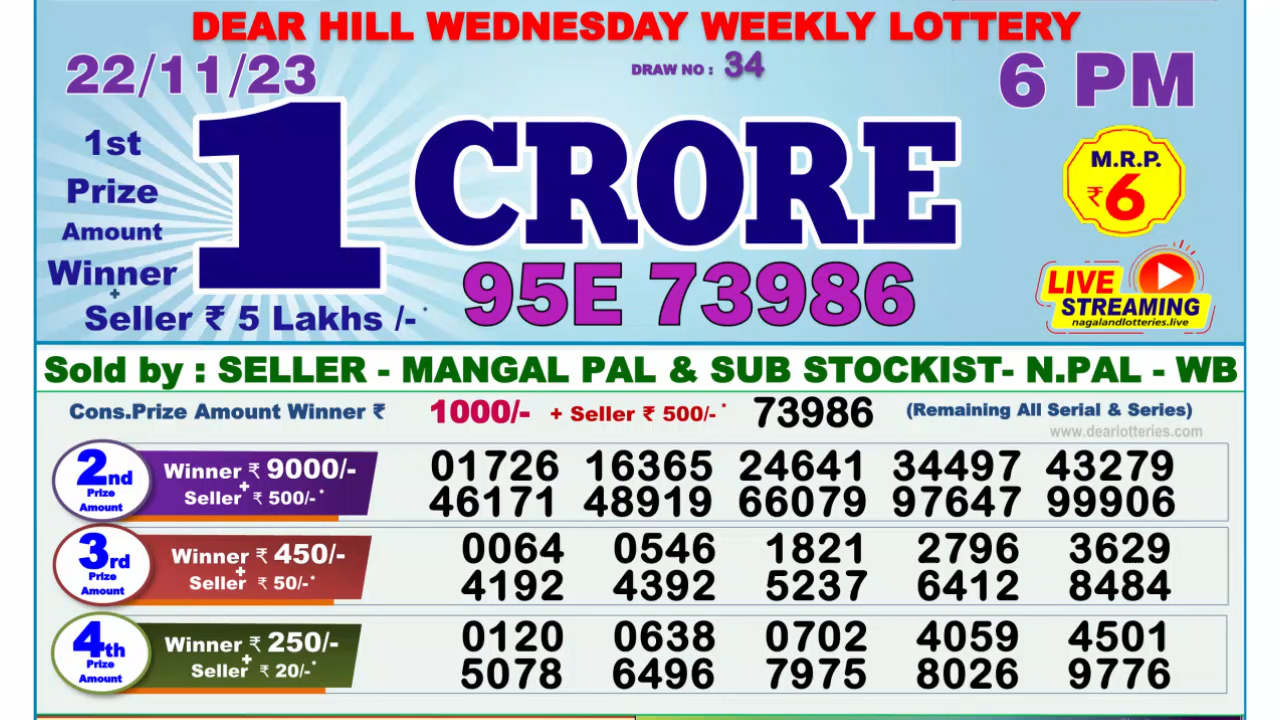 DEAR HILL WEDNESDAY WEEKLY LOTTERY
22/11/23
DRAW NO : 34
6 PM
1st
Prize
Amount
Winner
+
Seller ₹ 5 Lakhs /-*
1 CRORE
95E 73986
M.R.P.
₹6
LIVE
STREAMING
nagalandlotteries.live
Sold by : SELLER - MANGAL PAL & SUB STOCKIST- N.PAL - WB
Cons.Prize Amount Winner ₹ 1000/- + Seller ₹ 500/-* 73986 (Remaining All Serial & Series)
www.dearlotteries.com
2nd
Prize
Amount
Winner ₹ 9000/-
+
Seller ₹ 500/-*
01726 16365 24641 34497 43279
46171 48919 66079 97647 99906
3rd
Prize
Amount
Winner ₹ 450/-
+
Seller ₹ 50/-*
0064 0546 1821 2796 3629
4192 4392 5237 6412 8484
4th
Prize
Amount
Winner ₹ 250/-
+
Seller ₹ 20/-*
0120 0638 0702 4059 4501
5078 6496 7975 8026 9776